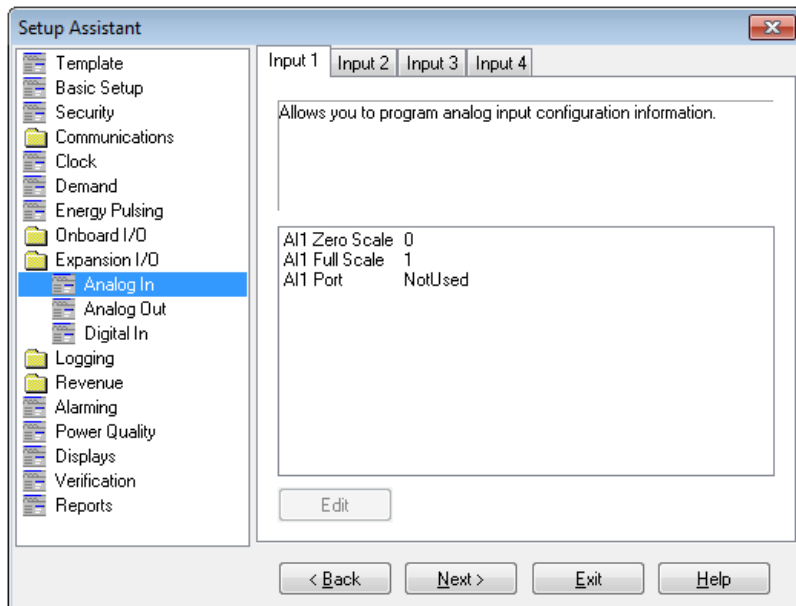 Setup Assistant
Template
Basic Setup
Security
Communications
Clock
Demand
Energy Pulsing
Onboard I/O
Expansion I/O
Analog In
Analog Out
Digital In
Logging
Revenue
Alarming
Power Quality
Displays
Verification
Reports
Input 1 Input 2 Input 3 Input 4
Allows you to program analog input configuration information.
AI1 Zero Scale 0
AI1 Full Scale 1
AI1 Port NotUsed
Edit
< Back Next > Exit Help